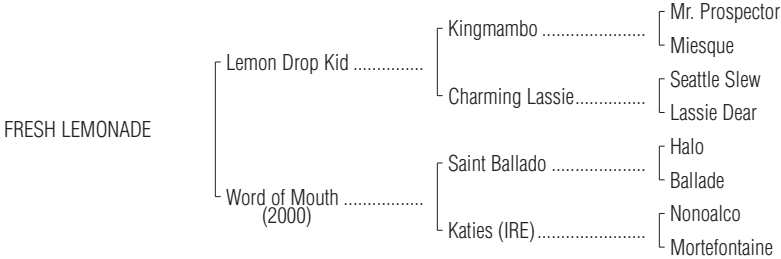 Mr. Prospector
Kingmambo ......................
Miesque
Lemon Drop Kid ...............
Seattle Slew
Charming Lassie...............
Lassie Dear
FRESH LEMONADE
Halo
Saint Ballado ....................
Ballade
Word of Mouth .................
(2000)
Nonoalco
Katies (IRE).......................
Mortefontaine